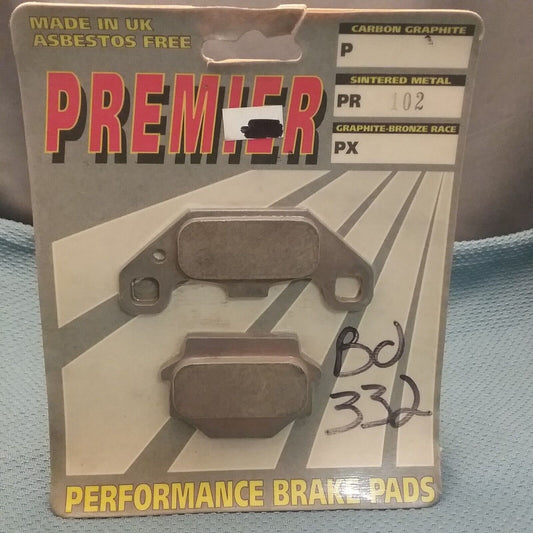 MADE IN UK
ASBESTOS FREE
PREMIER
CARBON GRAPHITE
P
SINTERED METAL
PR 102
GRAPHITE-BRONZE RACE
PX
Bd
332
PERFORMANCE BRAKE PADS